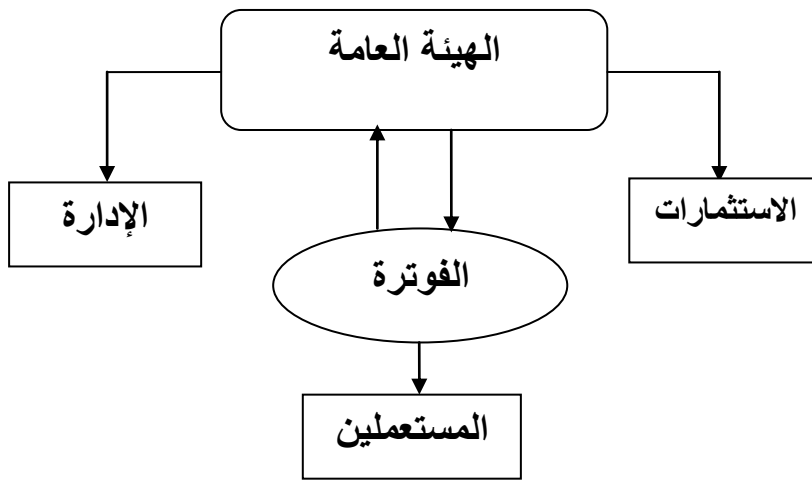 الهيئة العامة
الاستثمارات
الإدارة
الفوترة
المستعملين